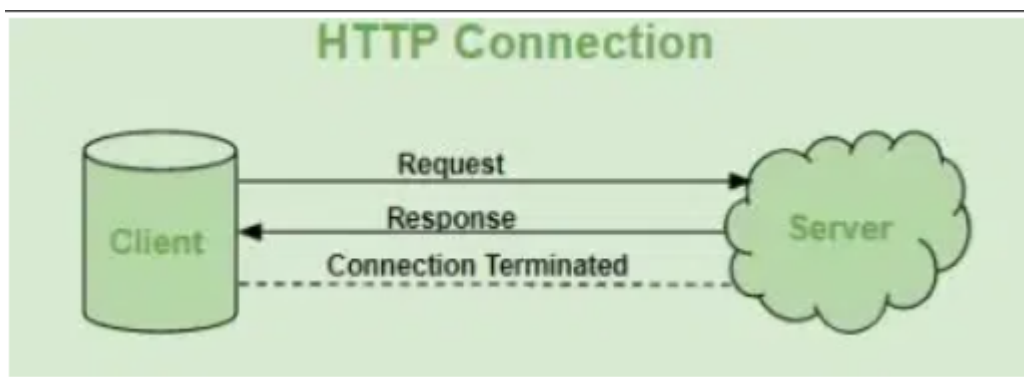 HTTP Connection
Request
Response
Client
Server
Connection Terminated